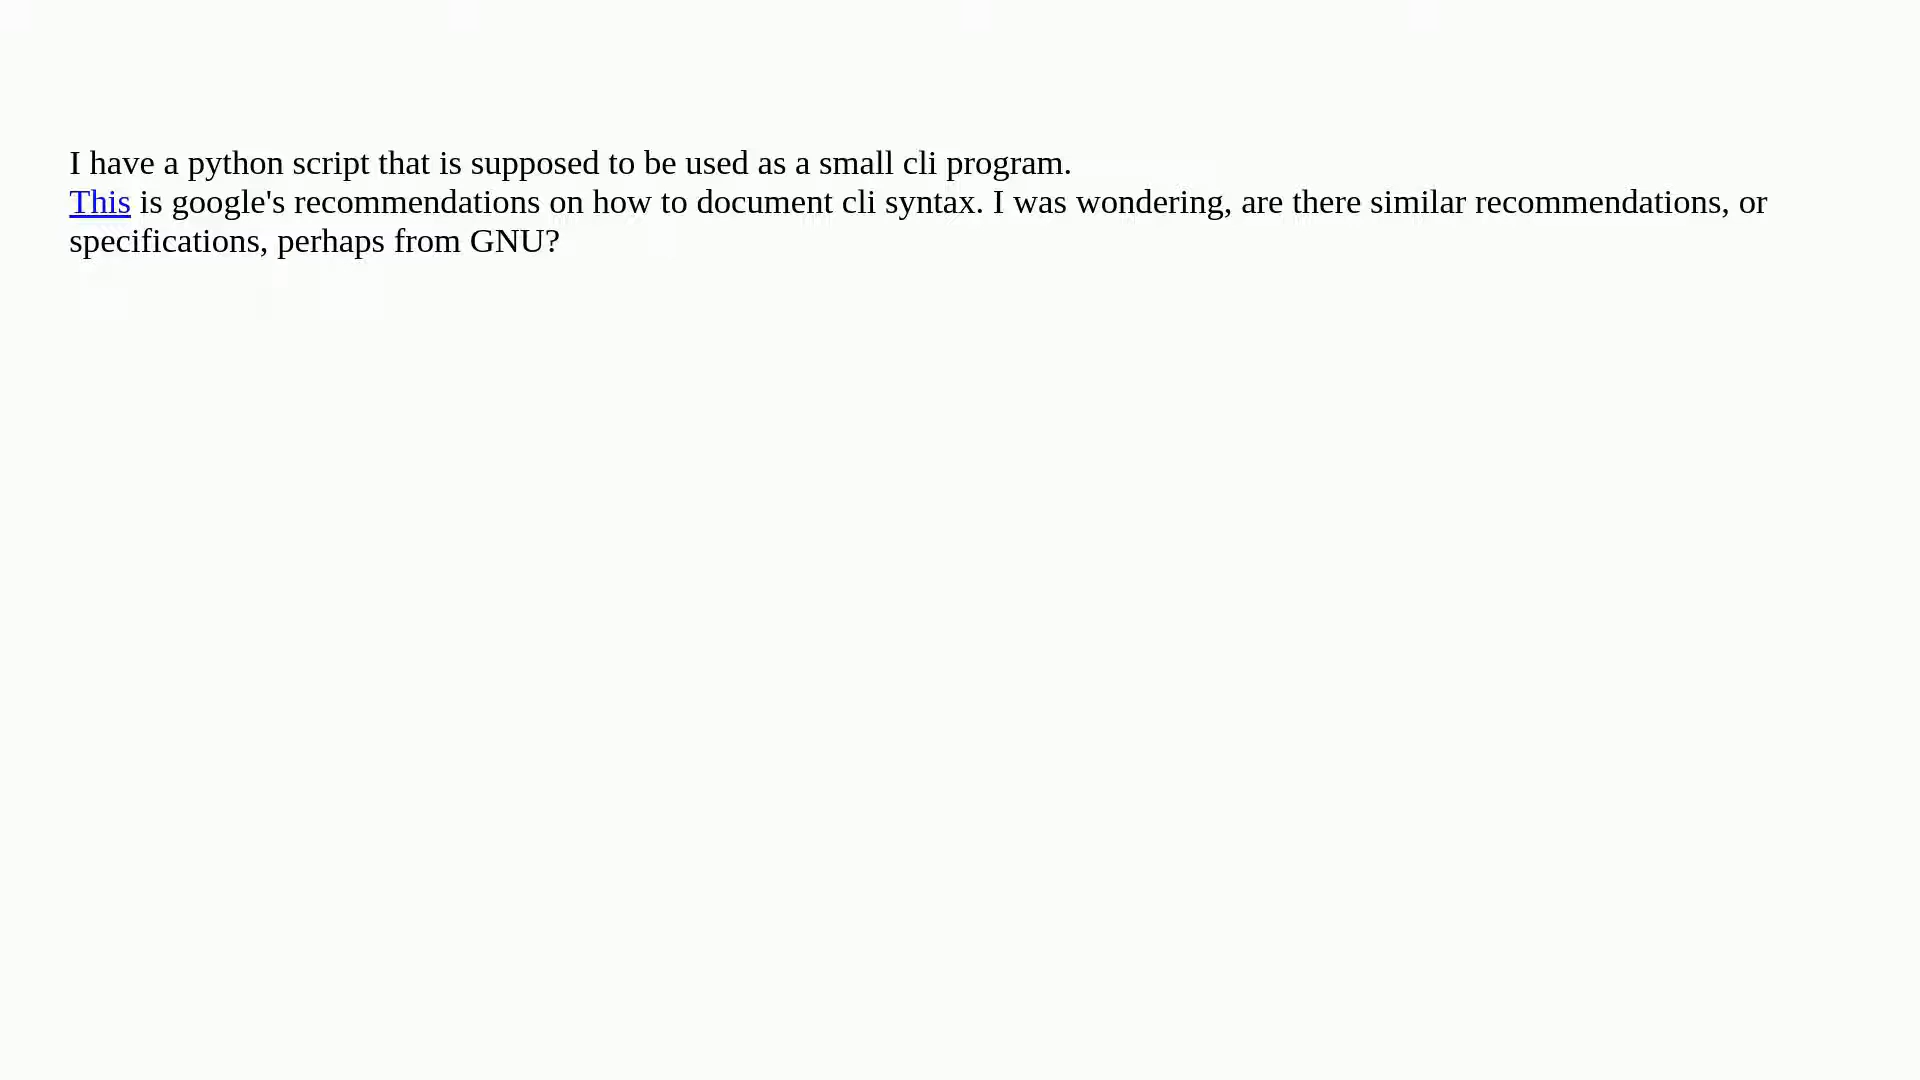 I have a python script that is supposed to be used as a small cli program.
This is google's recommendations on how to document cli syntax. I was wondering, are there similar recommendations, or
specifications, perhaps from GNU?